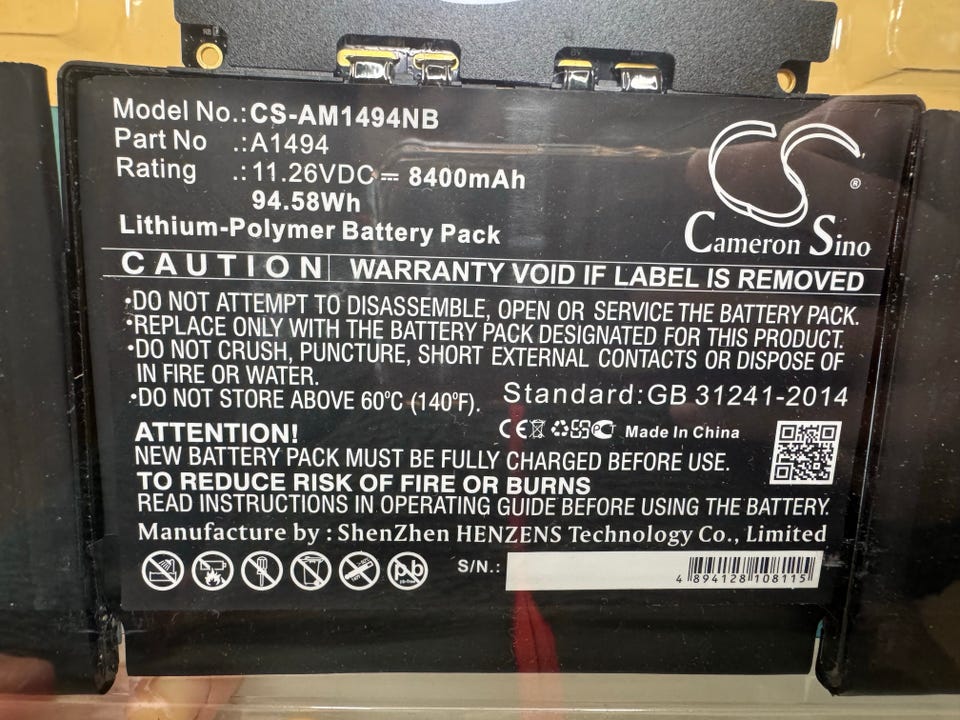 Model No.:CS-AM1494NB
Part No .:A1494
Rating .:11.26VDC⎓ 8400mAh
94.58Wh
Lithium-Polymer Battery Pack
CS ®
Cameron Sino
CAUTION WARRANTY VOID IF LABEL IS REMOVED
•DO NOT ATTEMPT TO DISASSEMBLE, OPEN OR SERVICE THE BATTERY PACK.
•REPLACE ONLY WITH THE BATTERY PACK DESIGNATED FOR THIS PRODUCT.
•DO NOT CRUSH, PUNCTURE, SHORT EXTERNAL CONTACTS OR DISPOSE OF
IN FIRE OR WATER.
•DO NOT STORE ABOVE 60°C (140°F). Standard:GB 31241-2014
CE Made In China
ATTENTION!
NEW BATTERY PACK MUST BE FULLY CHARGED BEFORE USE.
TO REDUCE RISK OF FIRE OR BURNS
READ INSTRUCTIONS IN OPERATING GUIDE BEFORE USING THE BATTERY.
Manufacture by : ShenZhen HENZENS Technology Co., Limited
pb
S/N.:
4 894128 108115